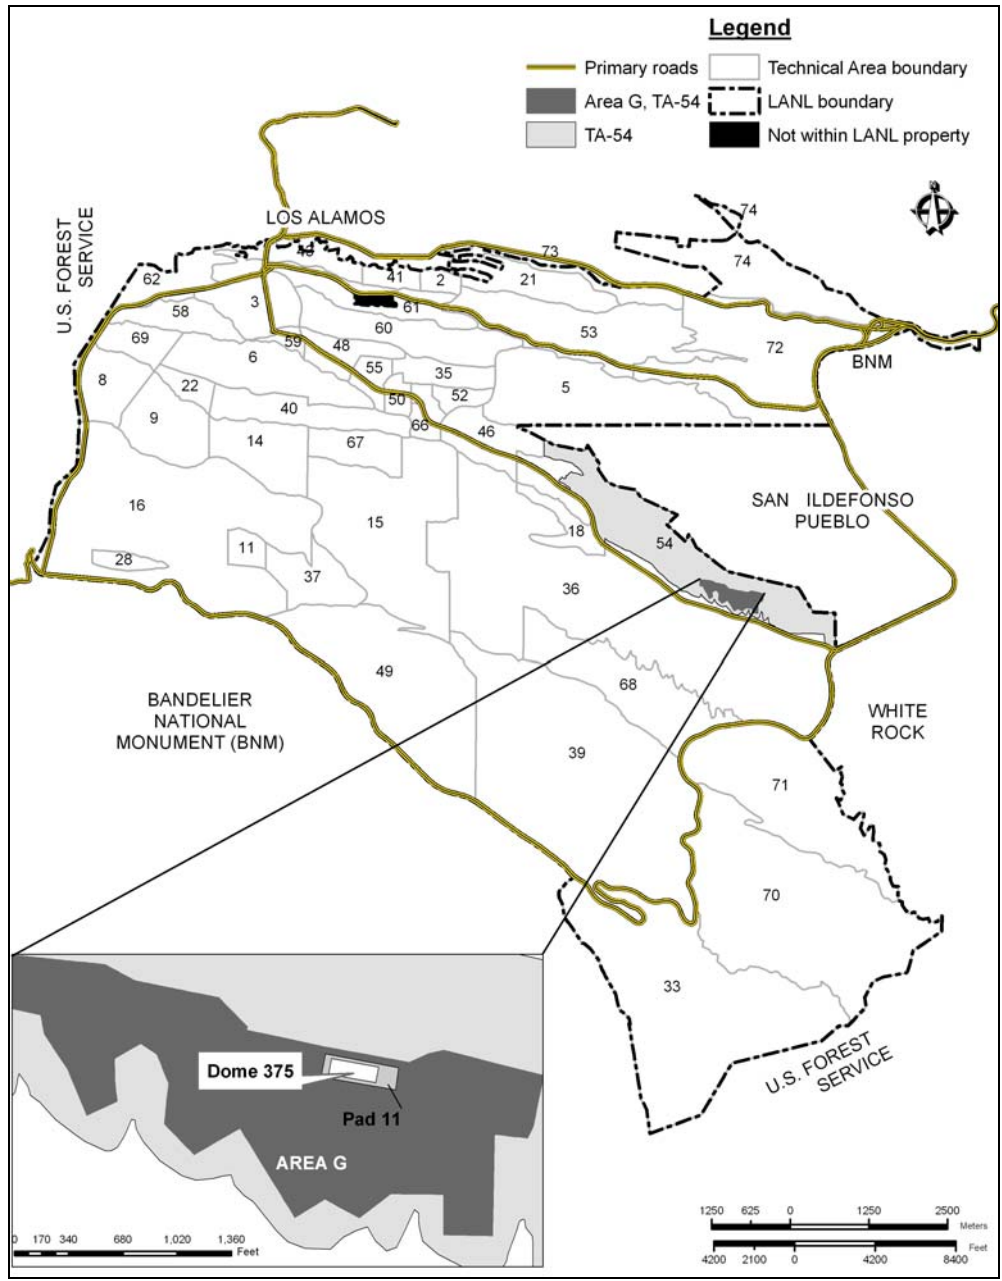 Legend
Primary roads
Technical Area boundary
Area G, TA-54
LANL boundary
TA-54
Not within LANL property
U.S. FOREST
SERVICE
LOS ALAMOS
74
73
74
43
62
41
2
21
3
61
58
60
53
69
59
48
72
6
BNM
55
35
8
22
5
50
52
9
40
66
46
14
67
16
SAN ILDEFONSO
PUEBLO
15
18
54
11
28
37
36
49
68
BANDELIER
NATIONAL
MONUMENT (BNM)
WHITE
ROCK
39
71
70
33
U.S. FOREST
SERVICE
Dome 375
Pad 11
AREA G
0 170 340 680 1,020 1,360
Feet
1250 625 0 1250 2500
Meters
Feet
4200 2100 0 4200 8400